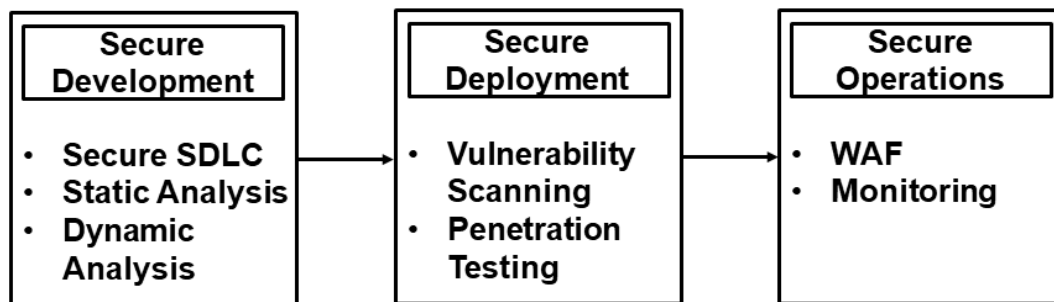 Secure
Development
• Secure SDLC
• Static Analysis
• Dynamic
Analysis
Secure
Deployment
• Vulnerability
Scanning
• Penetration
Testing
Secure
Operations
• WAF
• Monitoring